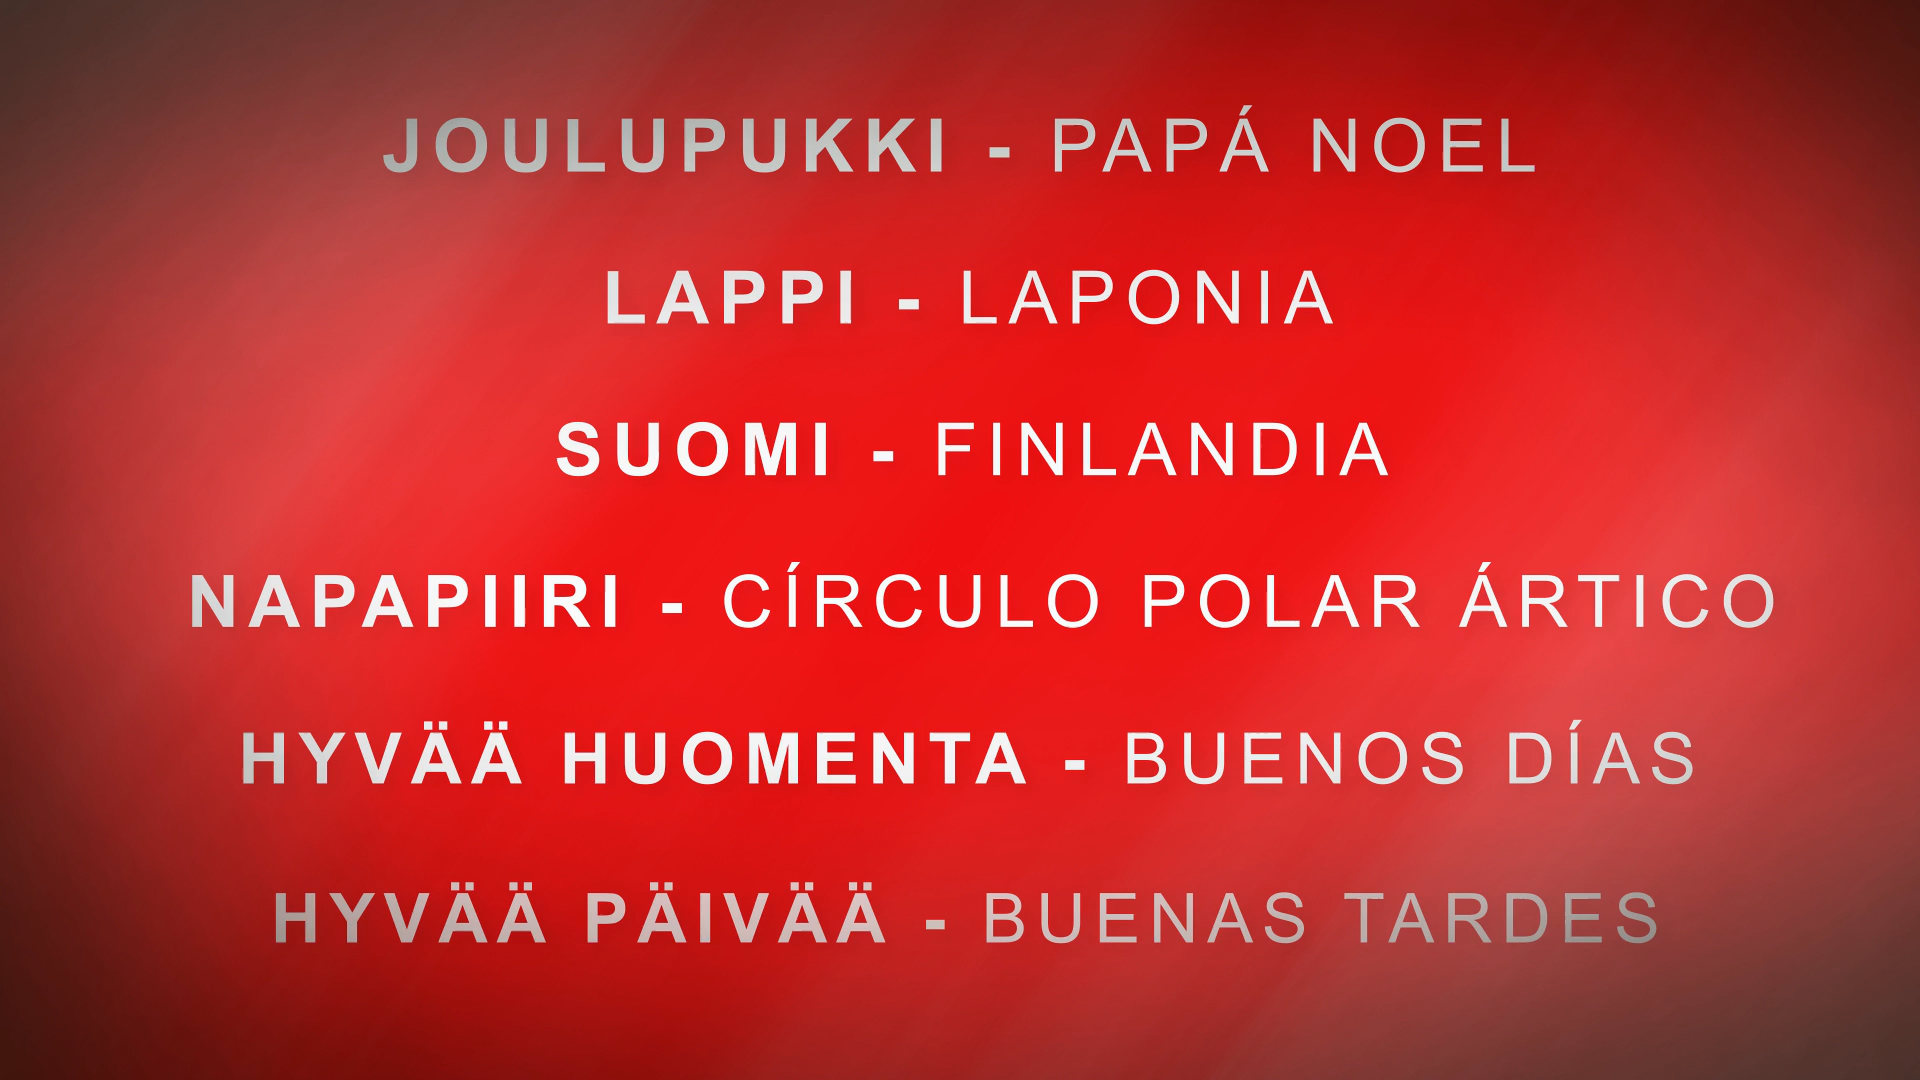 JOULUPUKKI - PAPÁ NOEL
LAPPI - LAPONIA
SUOMI - FINLANDIA
NAPAPIIRI - CÍRCULO POLAR ÁRTICO
HYVÄÄ HUOMENTA - BUENOS DÍAS
HYVÄÄ PÄIVÄÄ - BUENAS TARDES